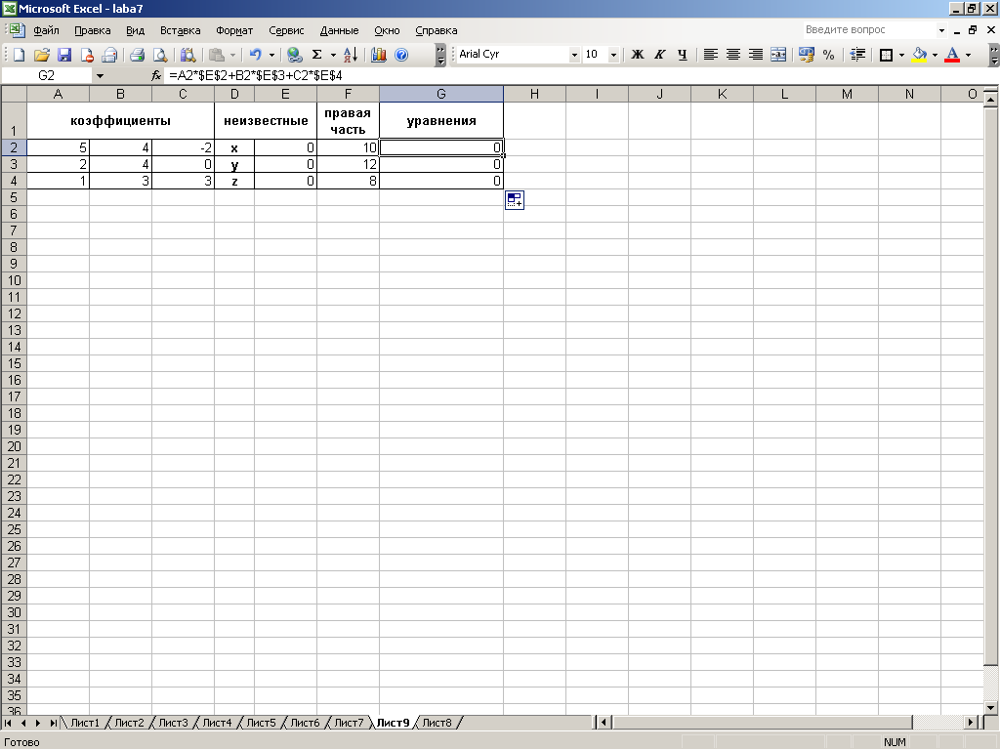 Microsoft Excel - laba7
Файл Правка Вид Вставка Формат Сервис Данные Окно Справка Введите вопрос
Arial Cyr 10 Ж К Ч %
G2 fx =A2*$E$2+B2*$E$3+C2*$E$4
A B C D E F G H I J K L M N O
1 коэффициенты неизвестные правая часть уравнения
2 5 4 -2 x 0 10 0
3 2 4 0 y 0 12 0
4 1 3 3 z 0 8 0
5
6
7
8
9
10
11
12
13
14
15
16
17
18
19
20
21
22
23
24
25
26
27
28
29
30
31
32
33
34
35
36
Лист1 Лист2 Лист3 Лист4 Лист5 Лист6 Лист7 Лист9 Лист8
Готово NUM